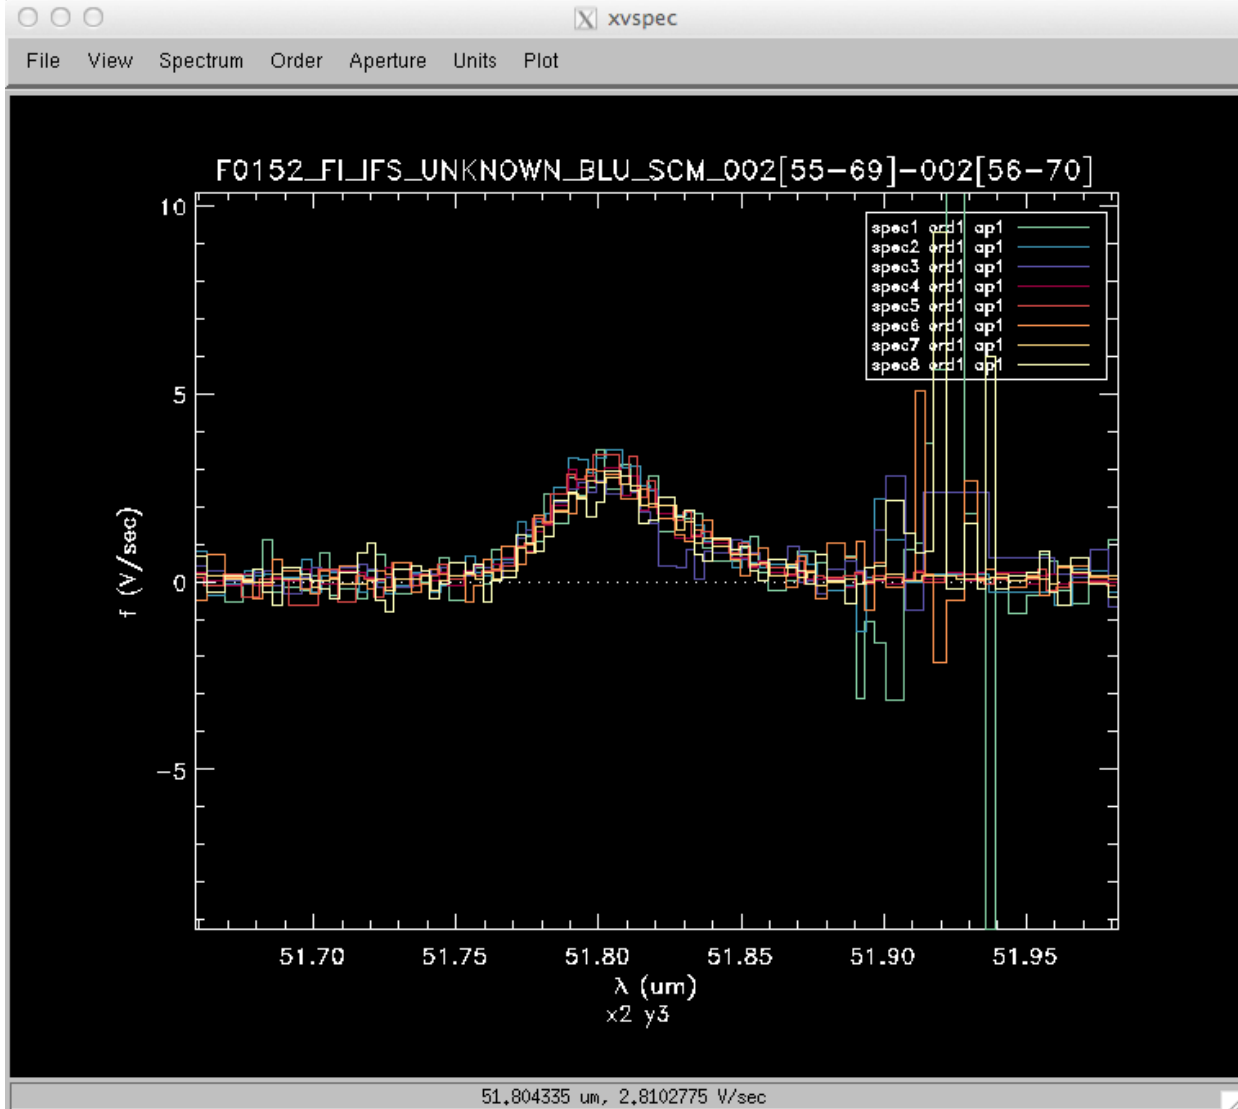 xvspec
File View Spectrum Order Aperture Units Plot
F0152_FI_IFS_UNKNOWN_BLU_SCM_002[55-69]-002[56-70]
spec1 ord1 ap1
spec2 ord1 ap1
spec3 ord1 ap1
spec4 ord1 ap1
spec5 ord1 ap1
spec6 ord1 ap1
spec7 ord1 ap1
spec8 ord1 ap1
10
5
0
-5
f (V/sec)
51.70 51.75 51.80 51.85 51.90 51.95
λ (um)
x2 y3
51.804335 um, 2.8102775 V/sec